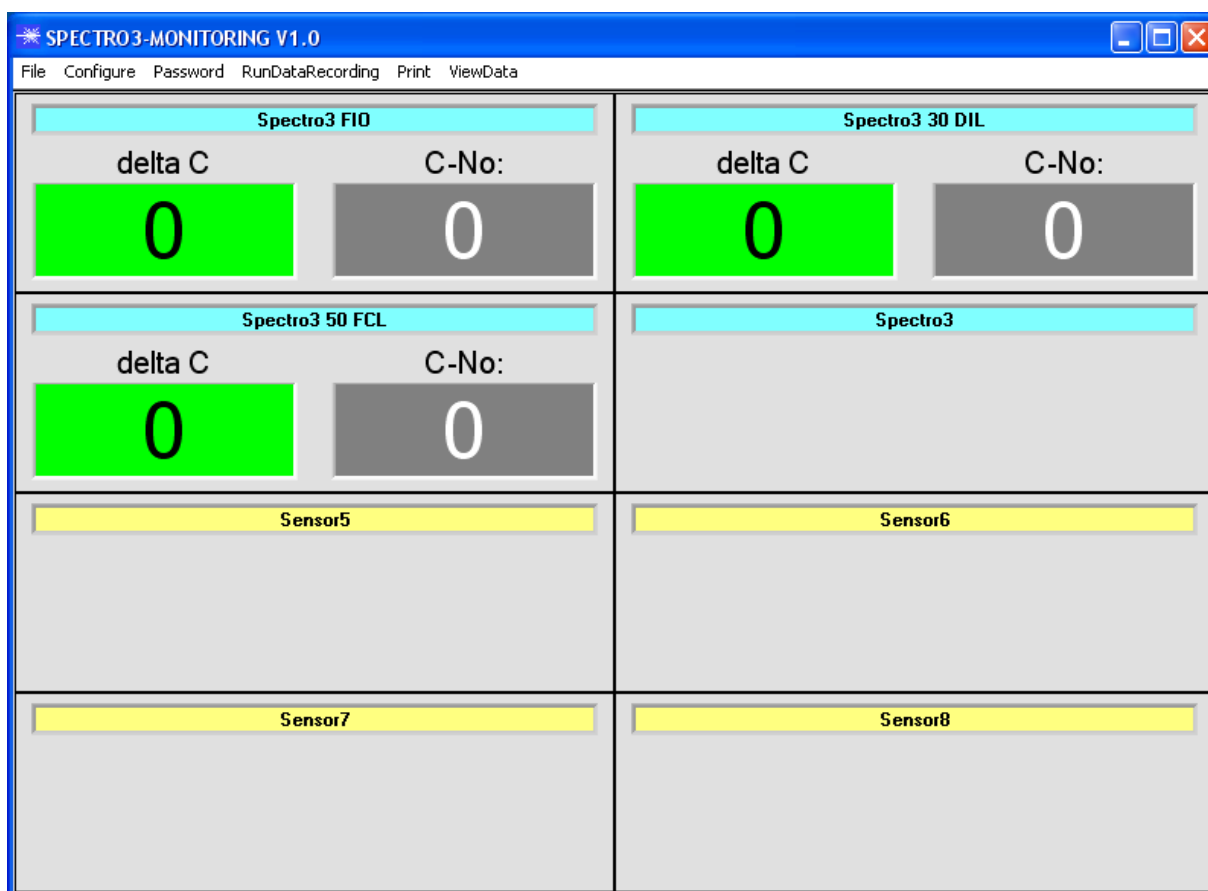 SPECTRO3-MONITORING V1.0
File Configure Password RunDataRecording Print ViewData
Spectro3 FIO
delta C C-No:
0 0
Spectro3 30 DIL
delta C C-No:
0 0
Spectro3 50 FCL
delta C C-No:
0 0
Spectro3
Sensor5
Sensor6
Sensor7
Sensor8